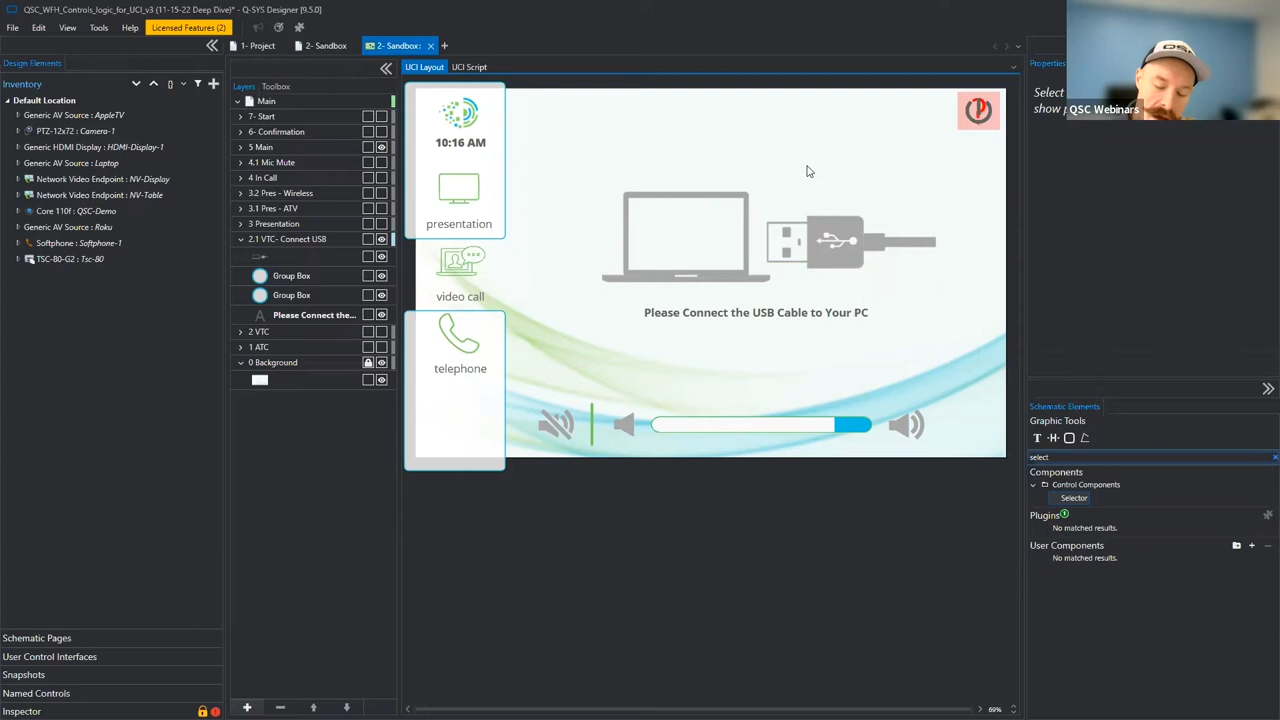 QSC_WFH_Controls_logic_for_UCI_v3 (11-15-22 Deep Dive)* - Q-SYS Designer [9.5.0]
File Edit View Tools Help Licensed Features (2)
1- Project 2- Sandbox 2- Sandbox:
Design Elements
Inventory
Default Location
Generic AV Source : AppleTV
PTZ-12x72 : Camera-1
Generic HDMI Display : HDMI-Display-1
Generic AV Source : Laptop
Network Video Endpoint : NV-Display
Network Video Endpoint : NV-Table
Core 110f : QSC-Demo
Generic AV Source : Roku
Softphone : Softphone-1
TSC-80-G2 : Tsc-80
Schematic Pages
User Control Interfaces
Snapshots
Named Controls
Inspector
Layers Toolbox
Main
7- Start
6- Confirmation
5 Main
4.1 Mic Mute
4 In Call
3.2 Pres - Wireless
3.1 Pres - ATV
3 Presentation
2.1 VTC- Connect USB
Group Box
Group Box
Please Connect the...
2 VTC
1 ATC
0 Background
UCI Layout UCI Script
10:16 AM
presentation
video call
telephone
Please Connect the USB Cable to Your PC
69%
Properties
Select
show p
QSC Webinars
Schematic Elements
Graphic Tools
select
Components
Control Components
Selector
Plugins
No matched results.
User Components
No matched results.